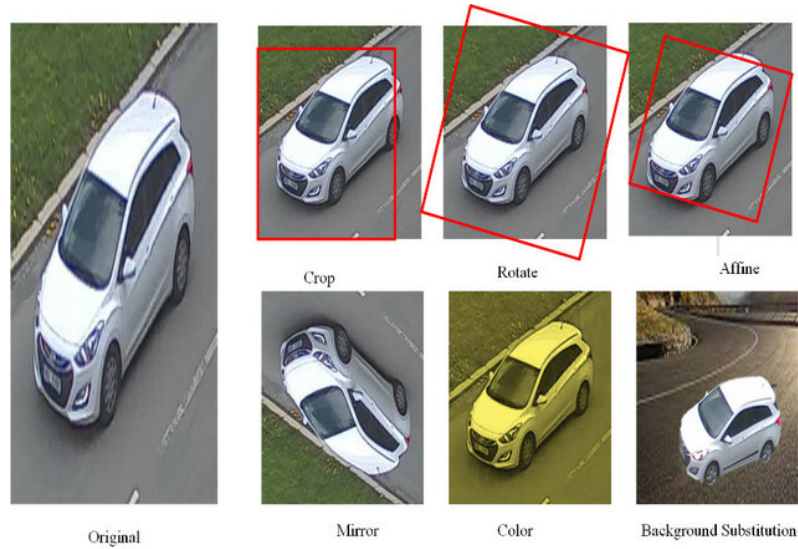 Crop
Rotate
Affine
Original
Mirror
Color
Background Substitution